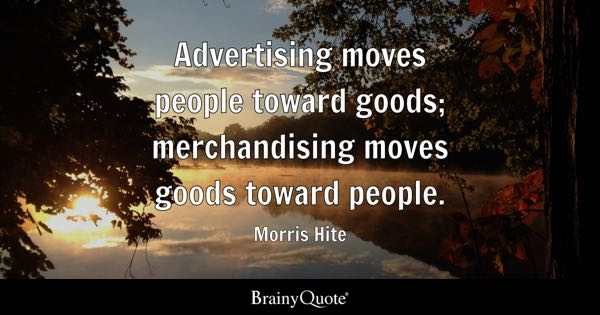 Advertising moves
people toward goods;
merchandising moves
goods toward people.
Morris Hite
BrainyQuote®